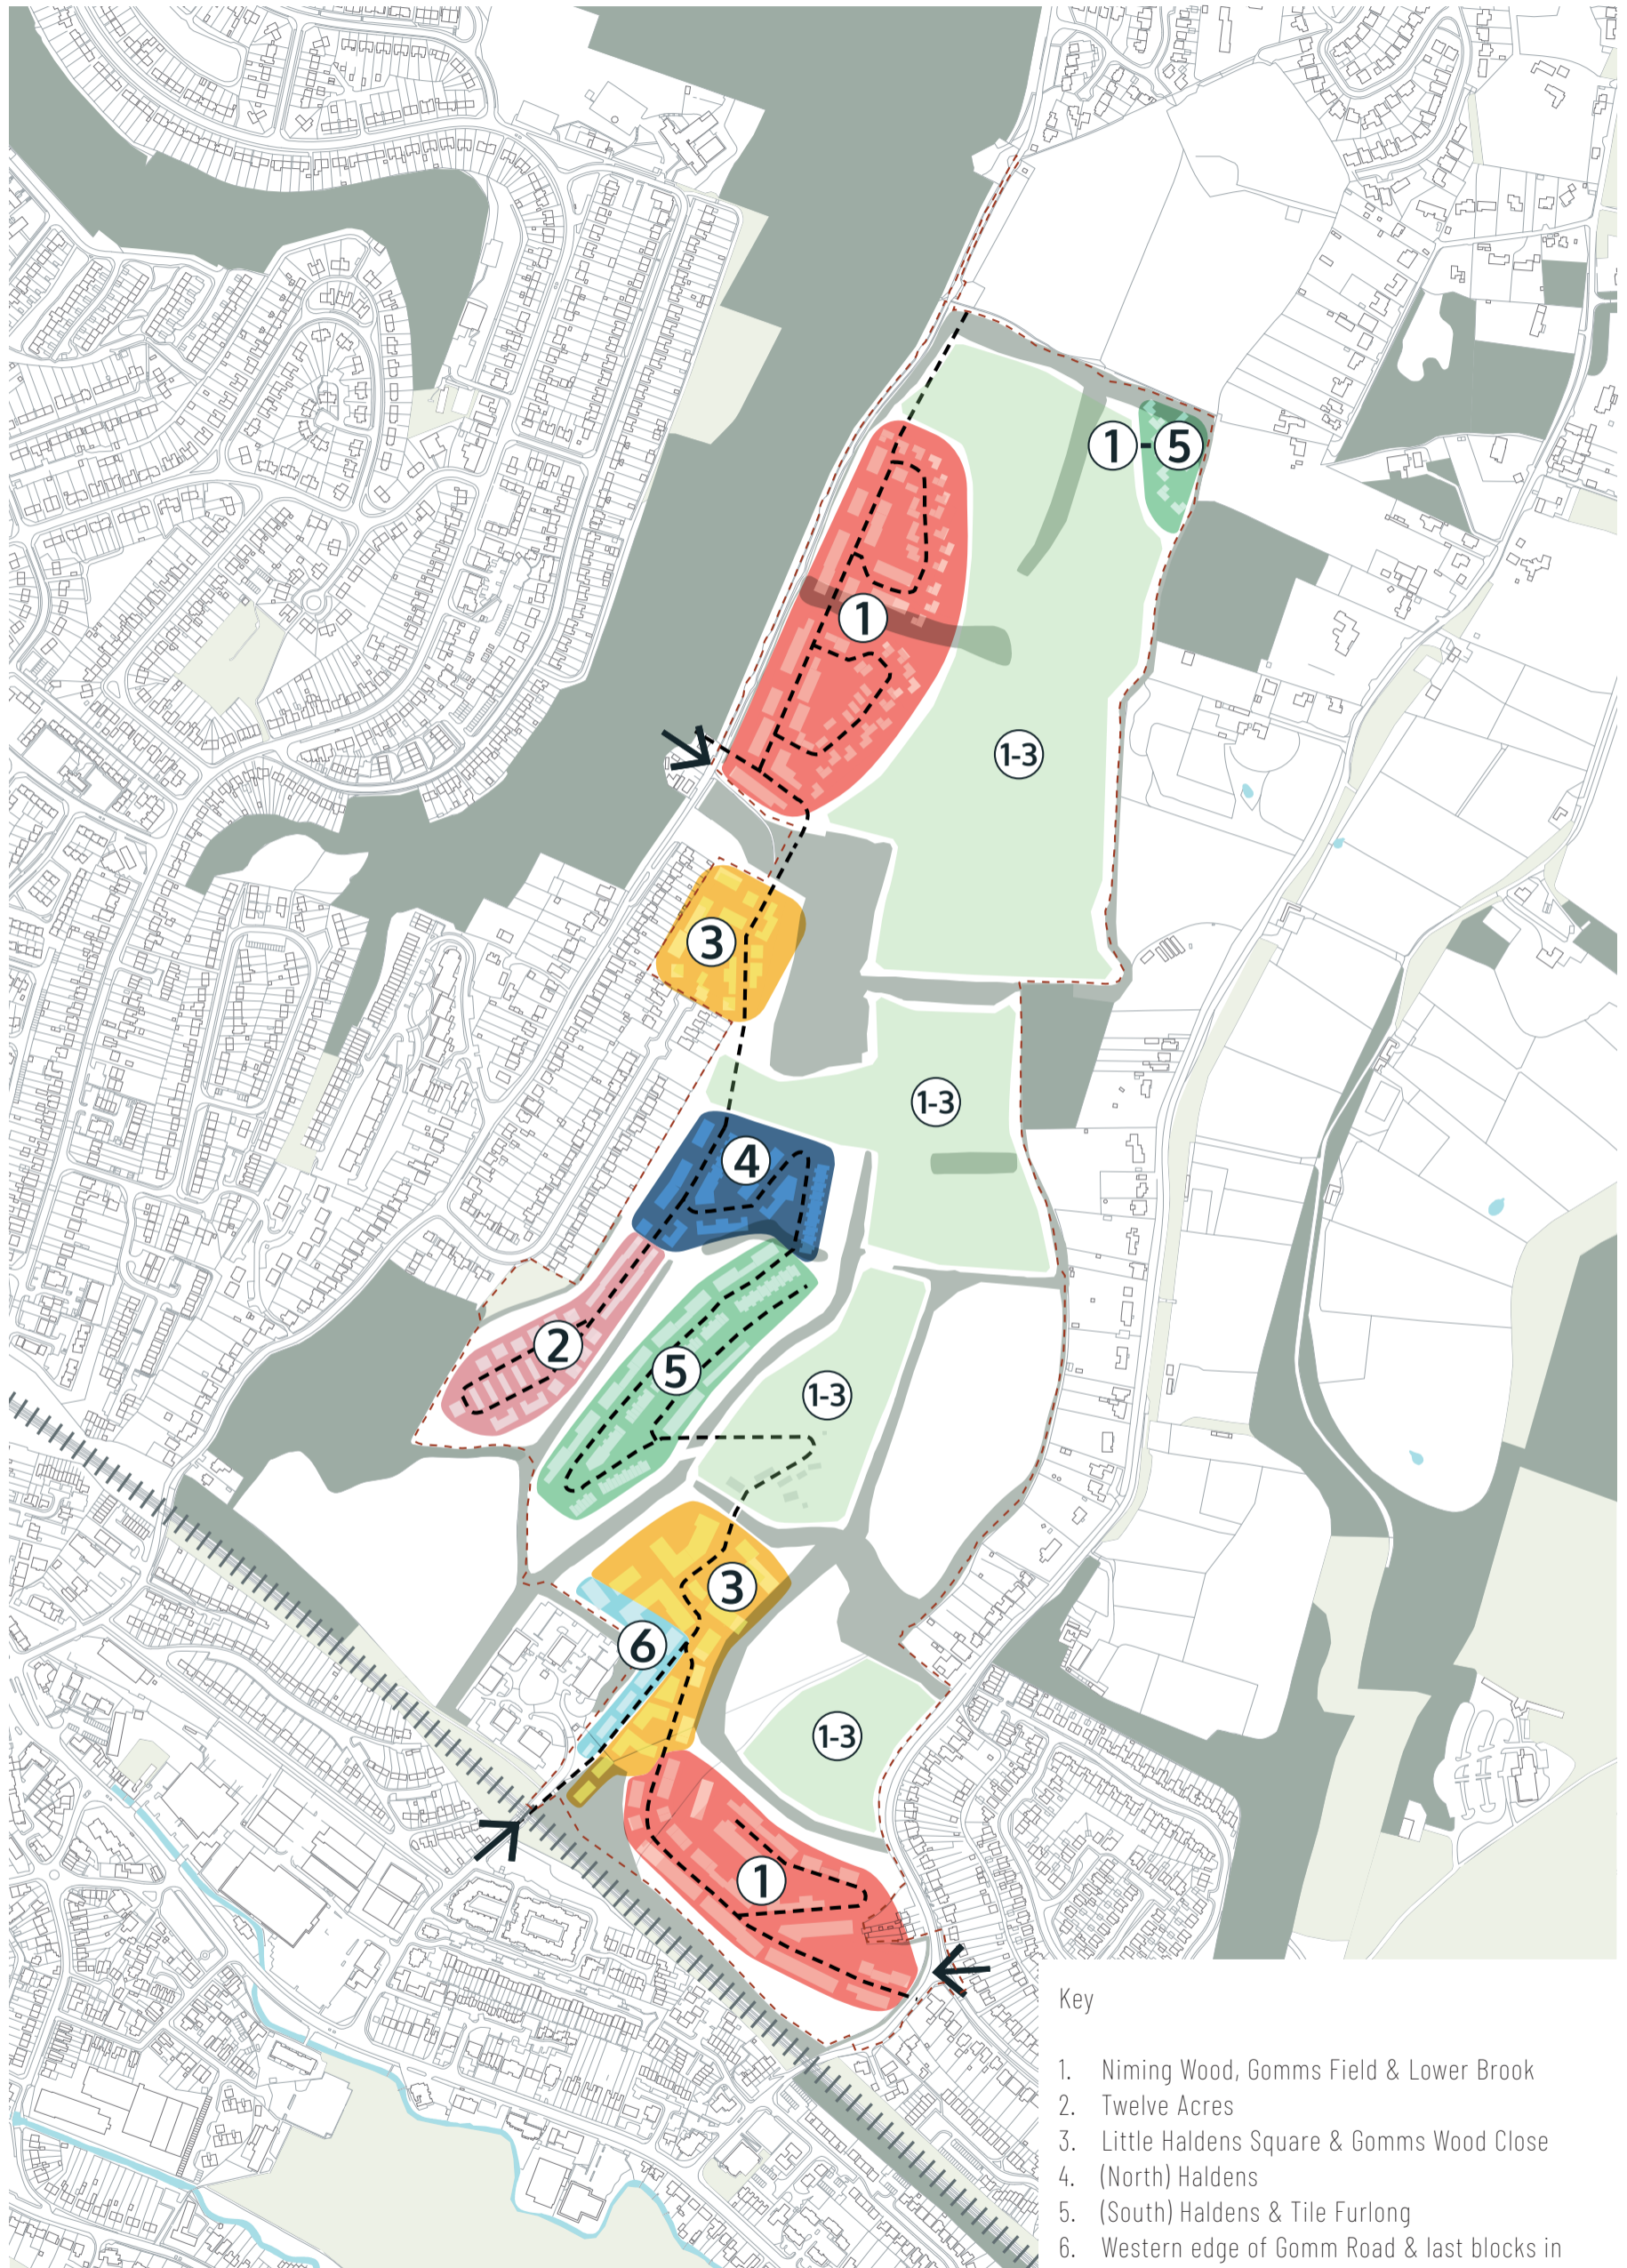 1-5
1
1-3
3
1-3
4
2
5
1-3
3
6
1-3
1
Key
1. Niming Wood, Gomms Field & Lower Brook
2. Twelve Acres
3. Little Haldens Square & Gomms Wood Close
4. (North) Haldens
5. (South) Haldens & Tile Furlong
6. Western edge of Gomm Road & last blocks in